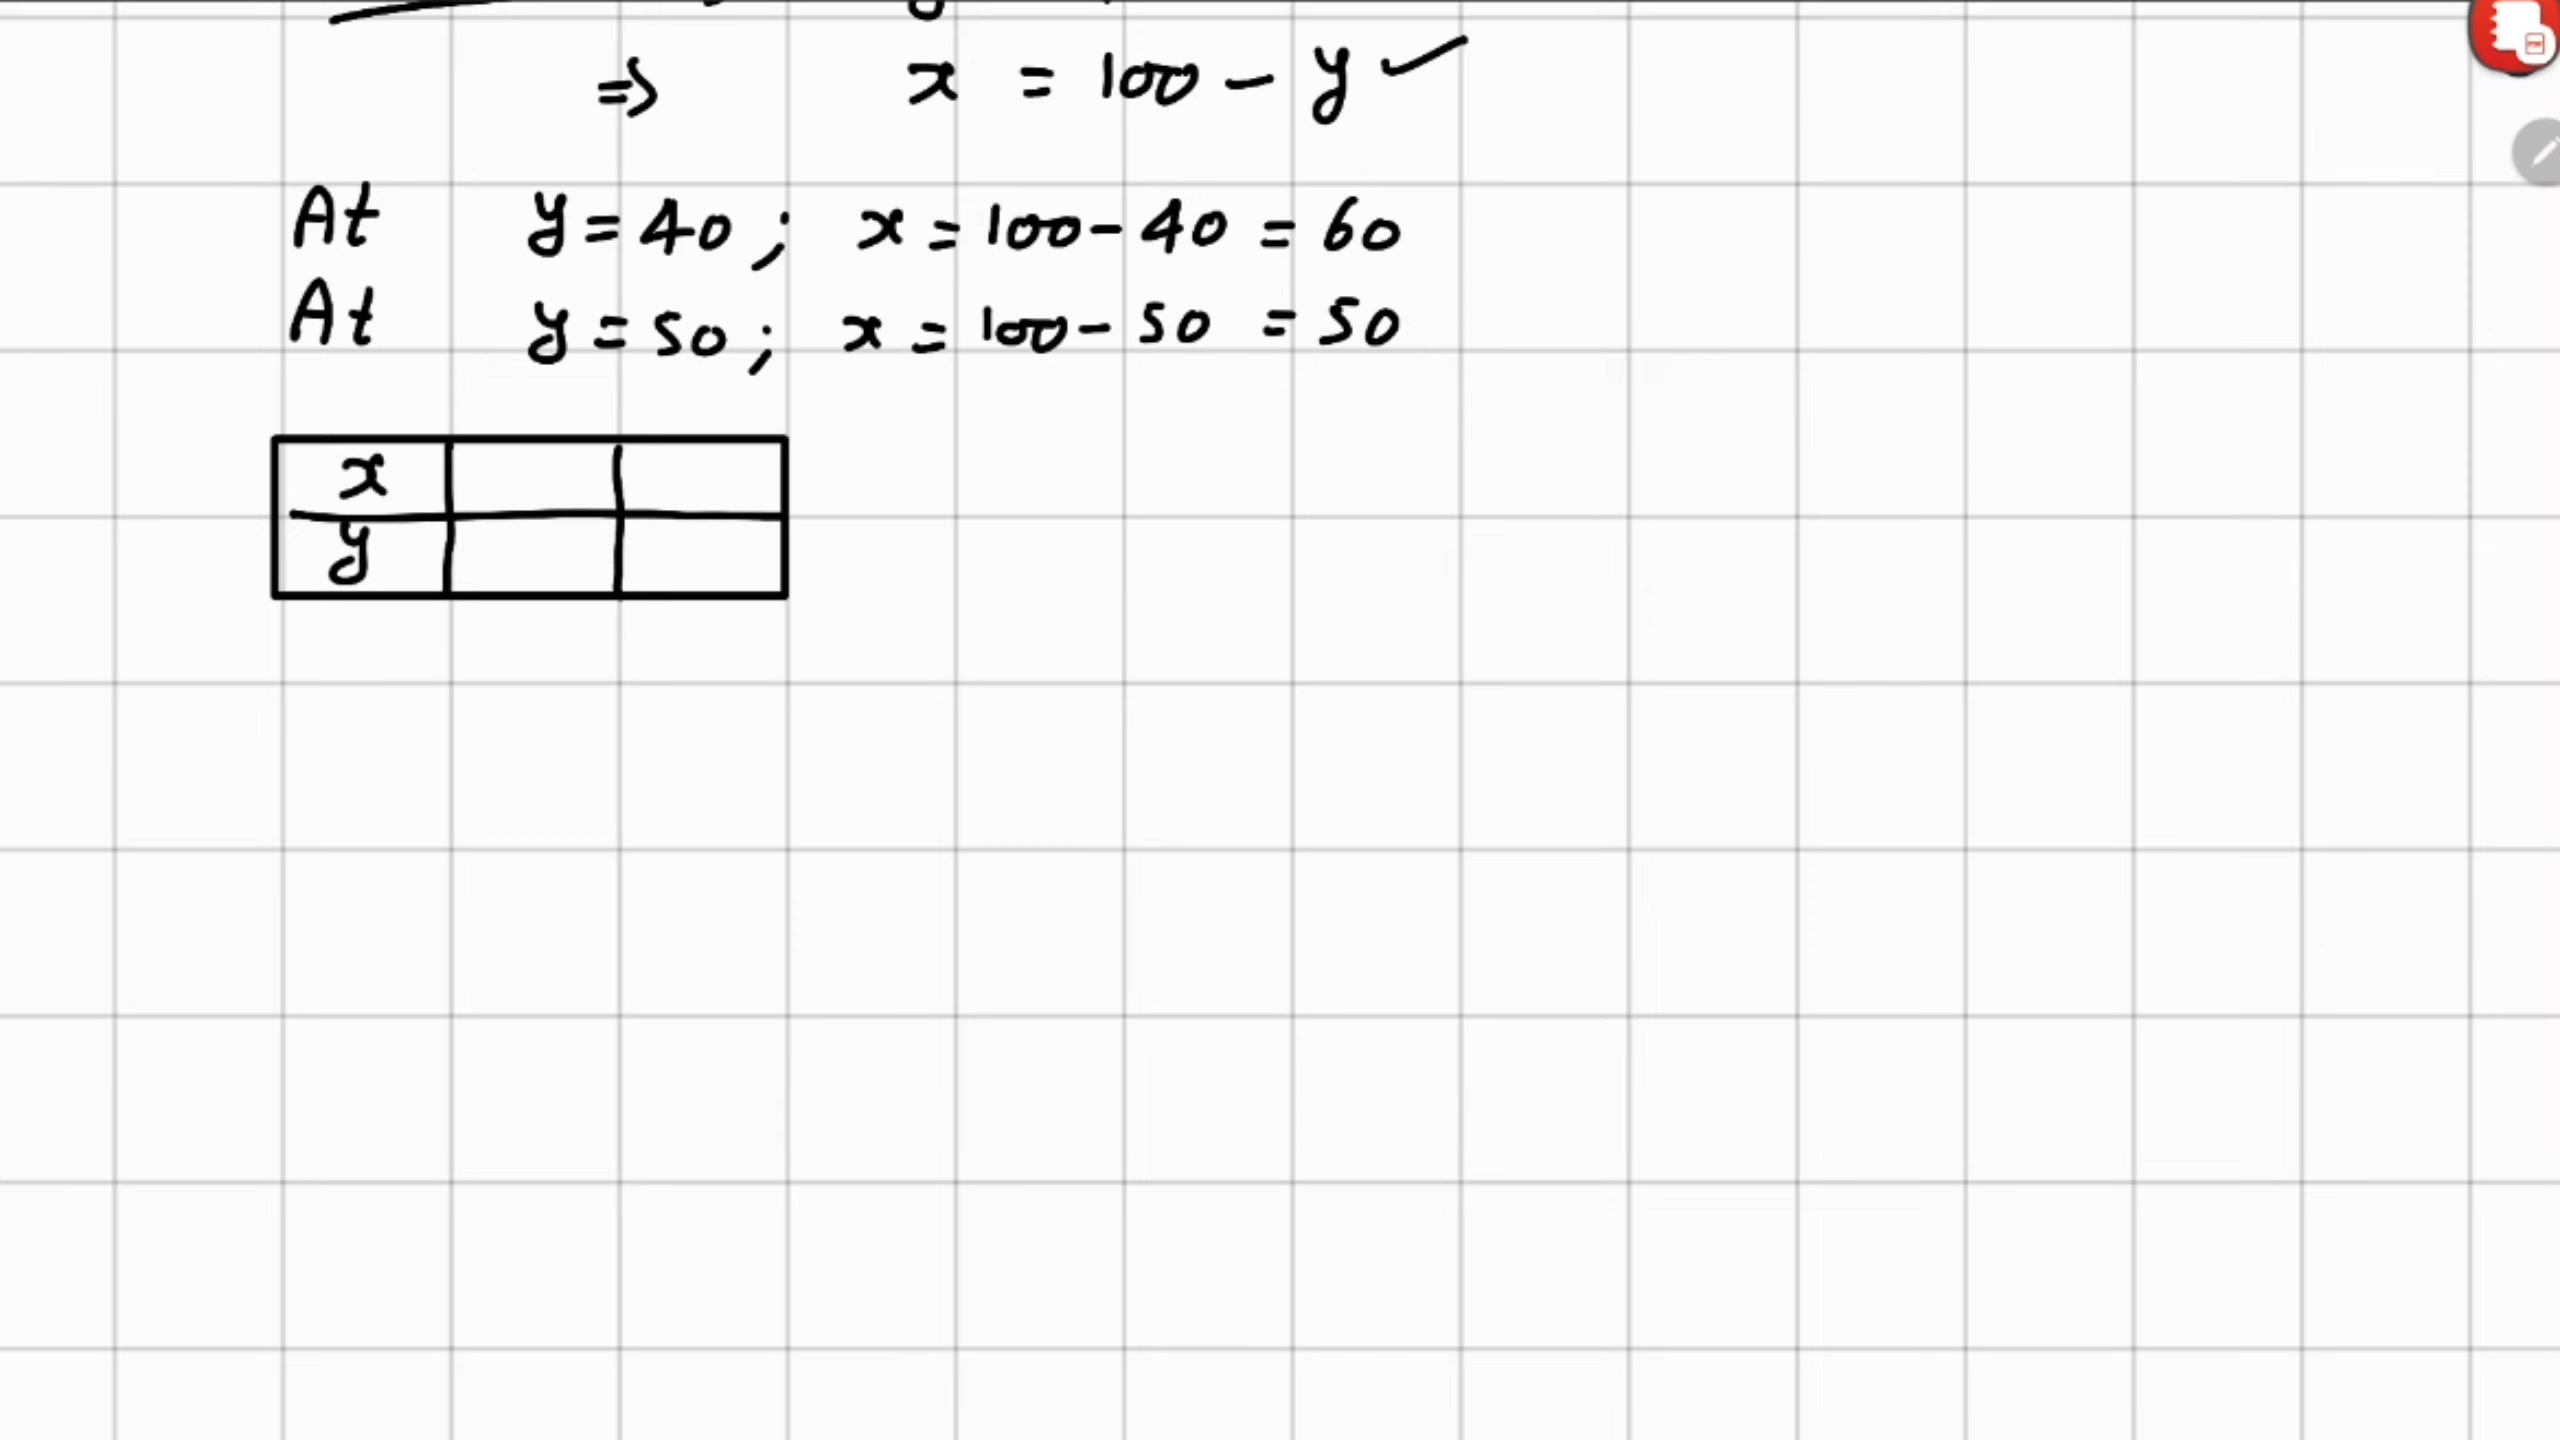 => x = 100 - y ✓
At y = 40 ; x = 100 - 40 = 60
At y = 50 ; x = 100 - 50 = 50
x
y